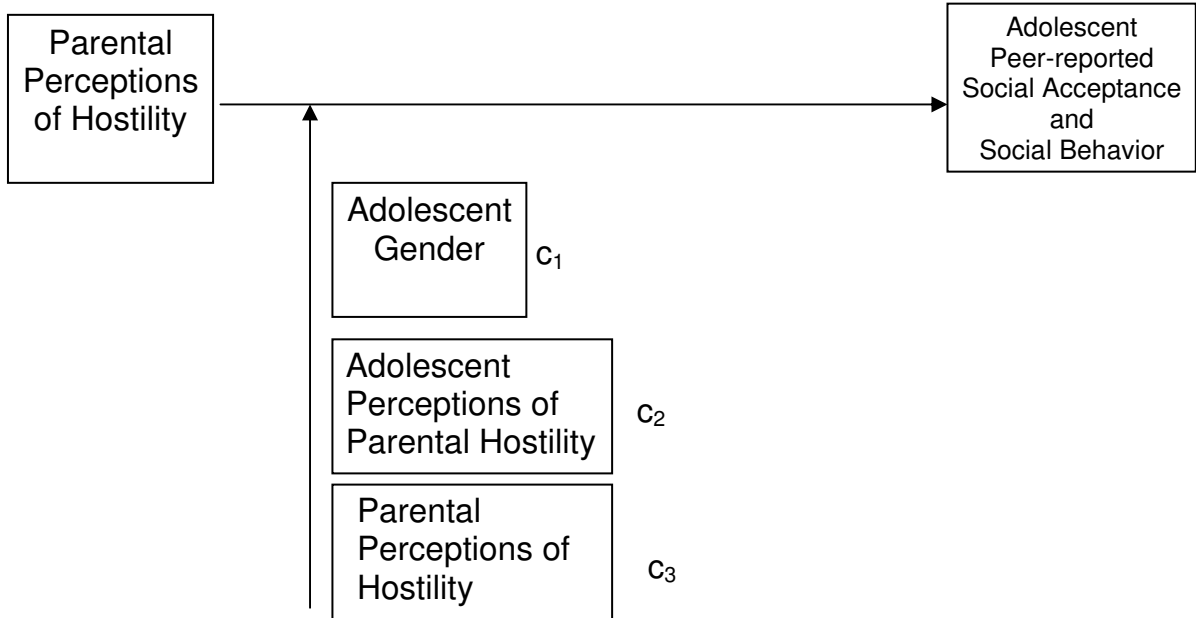 Parental
Perceptions
of Hostility
Adolescent
Peer-reported
Social Acceptance
and
Social Behavior
Adolescent
Gender
c₁
Adolescent
Perceptions of
Parental Hostility
c₂
Parental
Perceptions of
Hostility
c₃